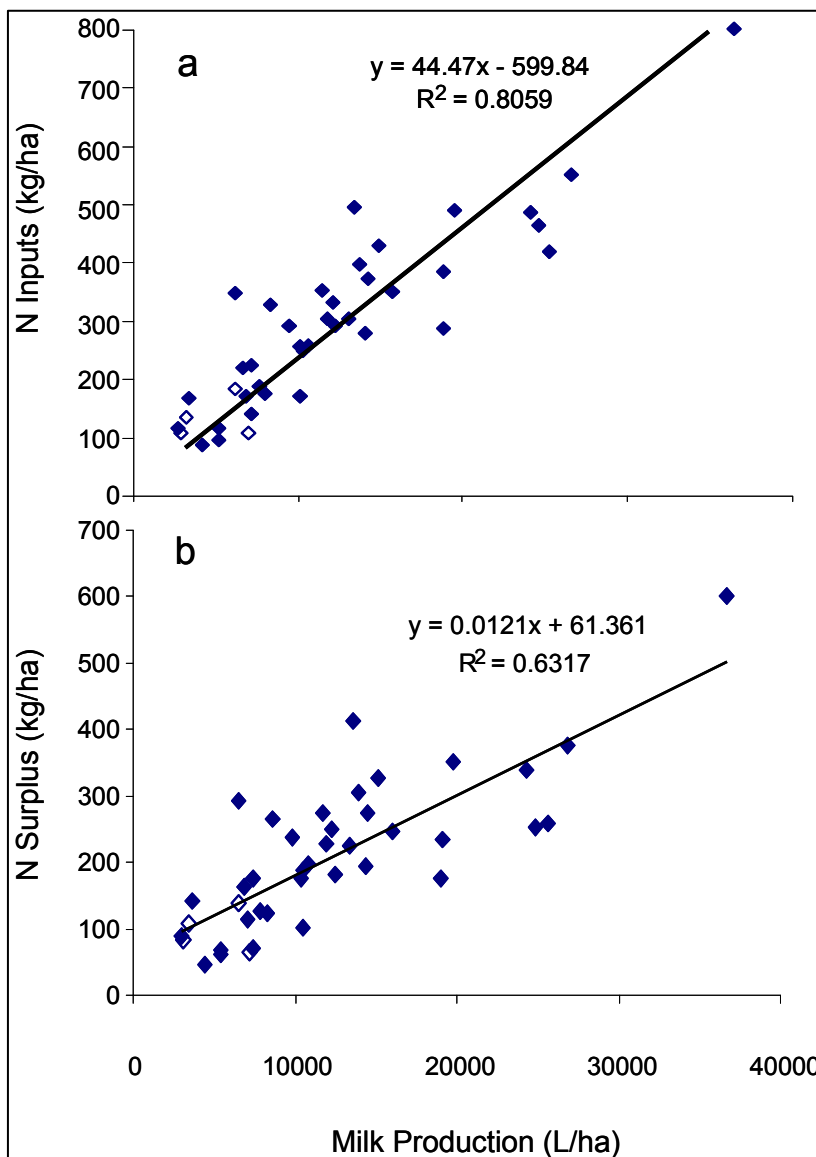 a
y = 44.47x - 599.84
R² = 0.8059
N Inputs (kg/ha)
800
700
600
500
400
300
200
100
0
b
y = 0.0121x + 61.361
R² = 0.6317
N Surplus (kg/ha)
700
600
500
400
300
200
100
0
0 10000 20000 30000 40000
Milk Production (L/ha)